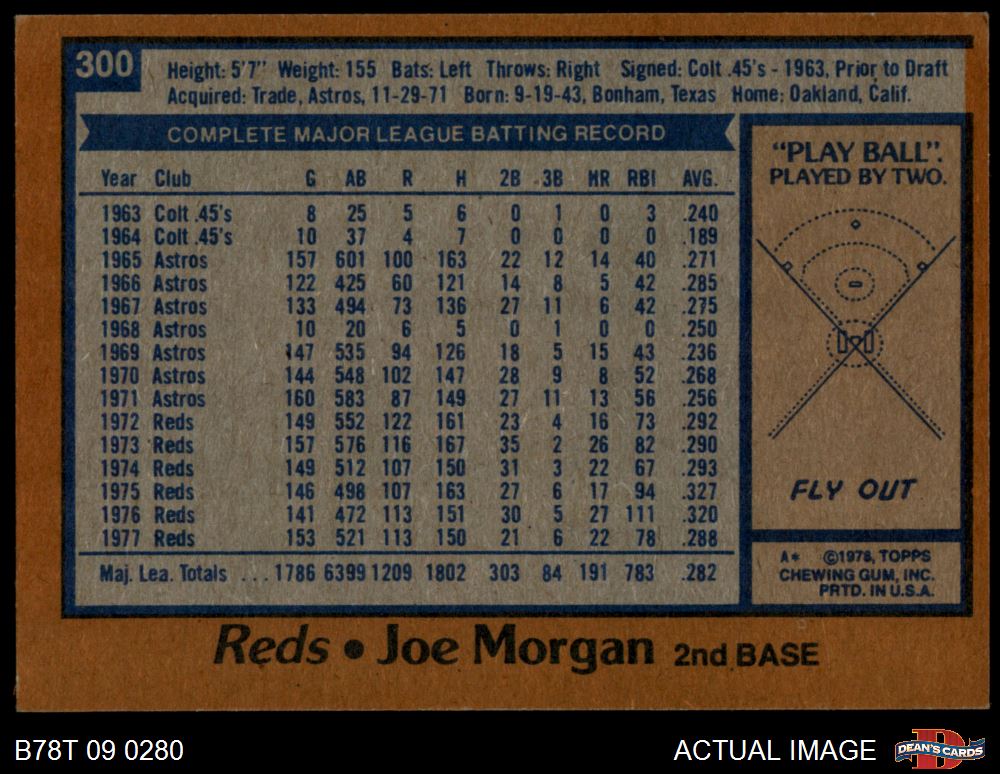 300
Height: 5'7" Weight: 155 Bats: Left Throws: Right Signed: Colt .45's - 1963, Prior to Draft
Acquired: Trade, Astros, 11-29-71 Born: 9-19-43, Bonham, Texas Home: Oakland, Calif.
COMPLETE MAJOR LEAGUE BATTING RECORD
Year Club G AB R H 2B 3B HR RBI AVG.
1963 Colt .45's 8 25 5 6 0 1 0 3 .240
1964 Colt .45's 10 37 4 7 0 0 0 0 .189
1965 Astros 157 601 100 163 22 12 14 40 .271
1966 Astros 122 425 60 121 14 8 5 42 .285
1967 Astros 133 494 73 136 27 11 6 42 .275
1968 Astros 10 20 6 5 0 1 0 0 .250
1969 Astros 147 535 94 126 18 5 15 43 .236
1970 Astros 144 548 102 147 28 9 8 52 .268
1971 Astros 160 583 87 149 27 11 13 56 .256
1972 Reds 149 552 122 161 23 4 16 73 .292
1973 Reds 157 576 116 167 35 2 26 82 .290
1974 Reds 149 512 107 150 31 3 22 67 .293
1975 Reds 146 498 107 163 27 6 17 94 .327
1976 Reds 141 472 113 151 30 5 27 111 .320
1977 Reds 153 521 113 150 21 6 22 78 .288
Maj. Lea. Totals ... 1786 6399 1209 1802 303 84 191 783 .282
"PLAY BALL".
PLAYED BY TWO.
FLY OUT
A* ©1978, TOPPS
CHEWING GUM, INC.
PRTD. IN U.S.A.
Reds • Joe Morgan 2nd BASE
B78T 09 0280
ACTUAL IMAGE
D
DEAN'S CARDS